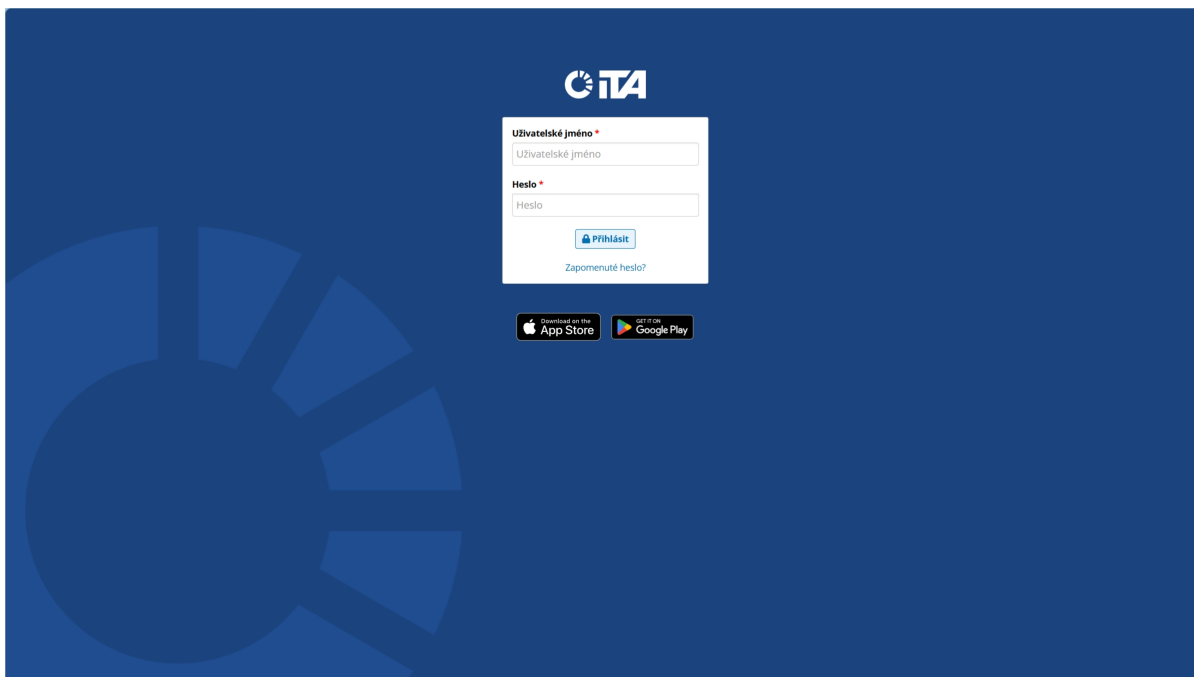 iTA
Uživatelské jméno *
Uživatelské jméno
Heslo *
Heslo
Přihlásit
Zapomenuté heslo?
Download on the
App Store
GET IT ON
Google Play